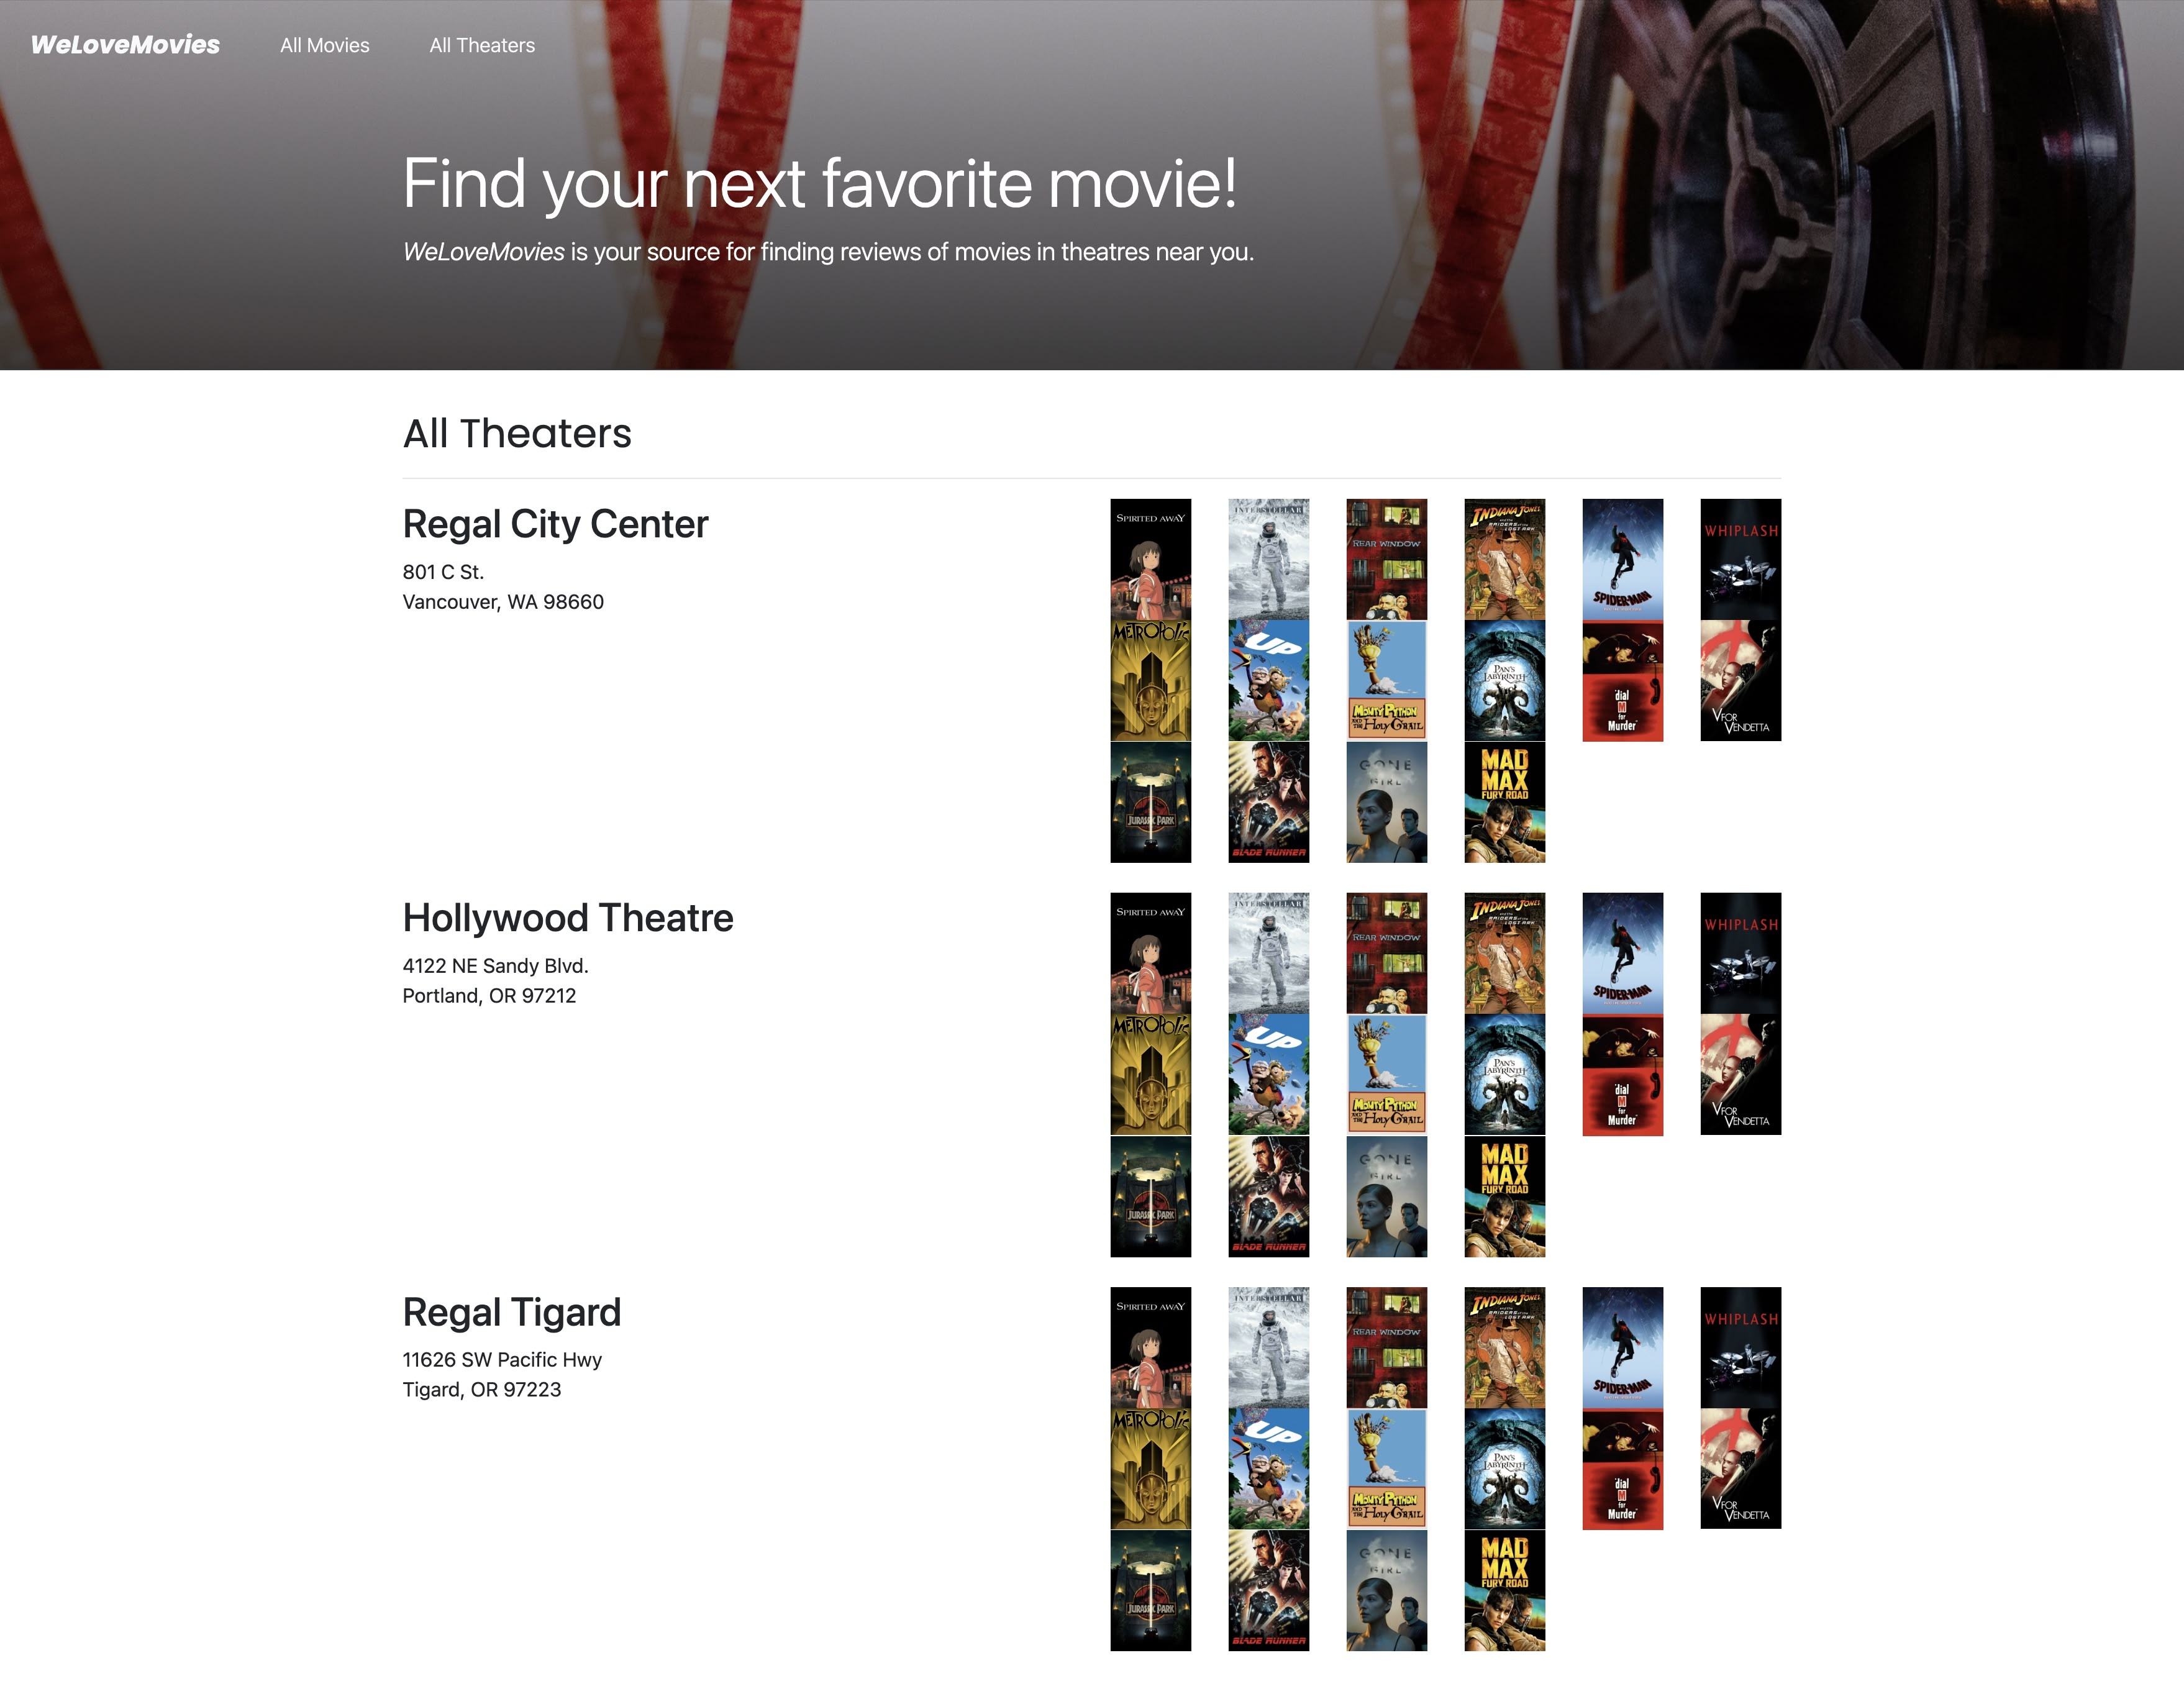 WeLoveMovies All Movies All Theaters
Find your next favorite movie!
WeLoveMovies is your source for finding reviews of movies in theatres near you.
All Theaters
Regal City Center
801 C St.
Vancouver, WA 98660
SPIRITED AWAY
INTERSTELLAR
REAR WINDOW
INDIANA JONES
and the
RAIDERS of the
LOST ARK
SPIDER-MAN
WHIPLASH
METROPOLIS
UP
MONTY PYTHON
AND THE HOLY GRAIL
PAN'S
LABYRINTH
dial
M
for
Murder
V FOR
VENDETTA
JURASSIC PARK
BLADE RUNNER
GONE
GIRL
MAD
MAX
FURY ROAD
Hollywood Theatre
4122 NE Sandy Blvd.
Portland, OR 97212
SPIRITED AWAY
INTERSTELLAR
REAR WINDOW
INDIANA JONES
and the
RAIDERS of the
LOST ARK
SPIDER-MAN
WHIPLASH
METROPOLIS
UP
MONTY PYTHON
AND THE HOLY GRAIL
PAN'S
LABYRINTH
dial
M
for
Murder
V FOR
VENDETTA
JURASSIC PARK
BLADE RUNNER
GONE
GIRL
MAD
MAX
FURY ROAD
Regal Tigard
11626 SW Pacific Hwy
Tigard, OR 97223
SPIRITED AWAY
INTERSTELLAR
REAR WINDOW
INDIANA JONES
and the
RAIDERS of the
LOST ARK
SPIDER-MAN
WHIPLASH
METROPOLIS
UP
MONTY PYTHON
AND THE HOLY GRAIL
PAN'S
LABYRINTH
dial
M
for
Murder
V FOR
VENDETTA
JURASSIC PARK
BLADE RUNNER
GONE
GIRL
MAD
MAX
FURY ROAD